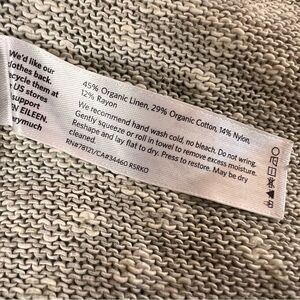 We'd like our
clothes back.
ecycle them at
US stores
support
EILEEN.
verymuch
45% Organic Linen, 29% Organic Cotton, 14% Nylon,
12% Rayon
We recommend hand wash cold, no bleach. Do not wring.
Gently squeeze or roll in towel to remove excess moisture.
Reshape and lay flat to dry. Press to restore. May be dry
cleaned.
RN#78121/CA#34460 R5RKO